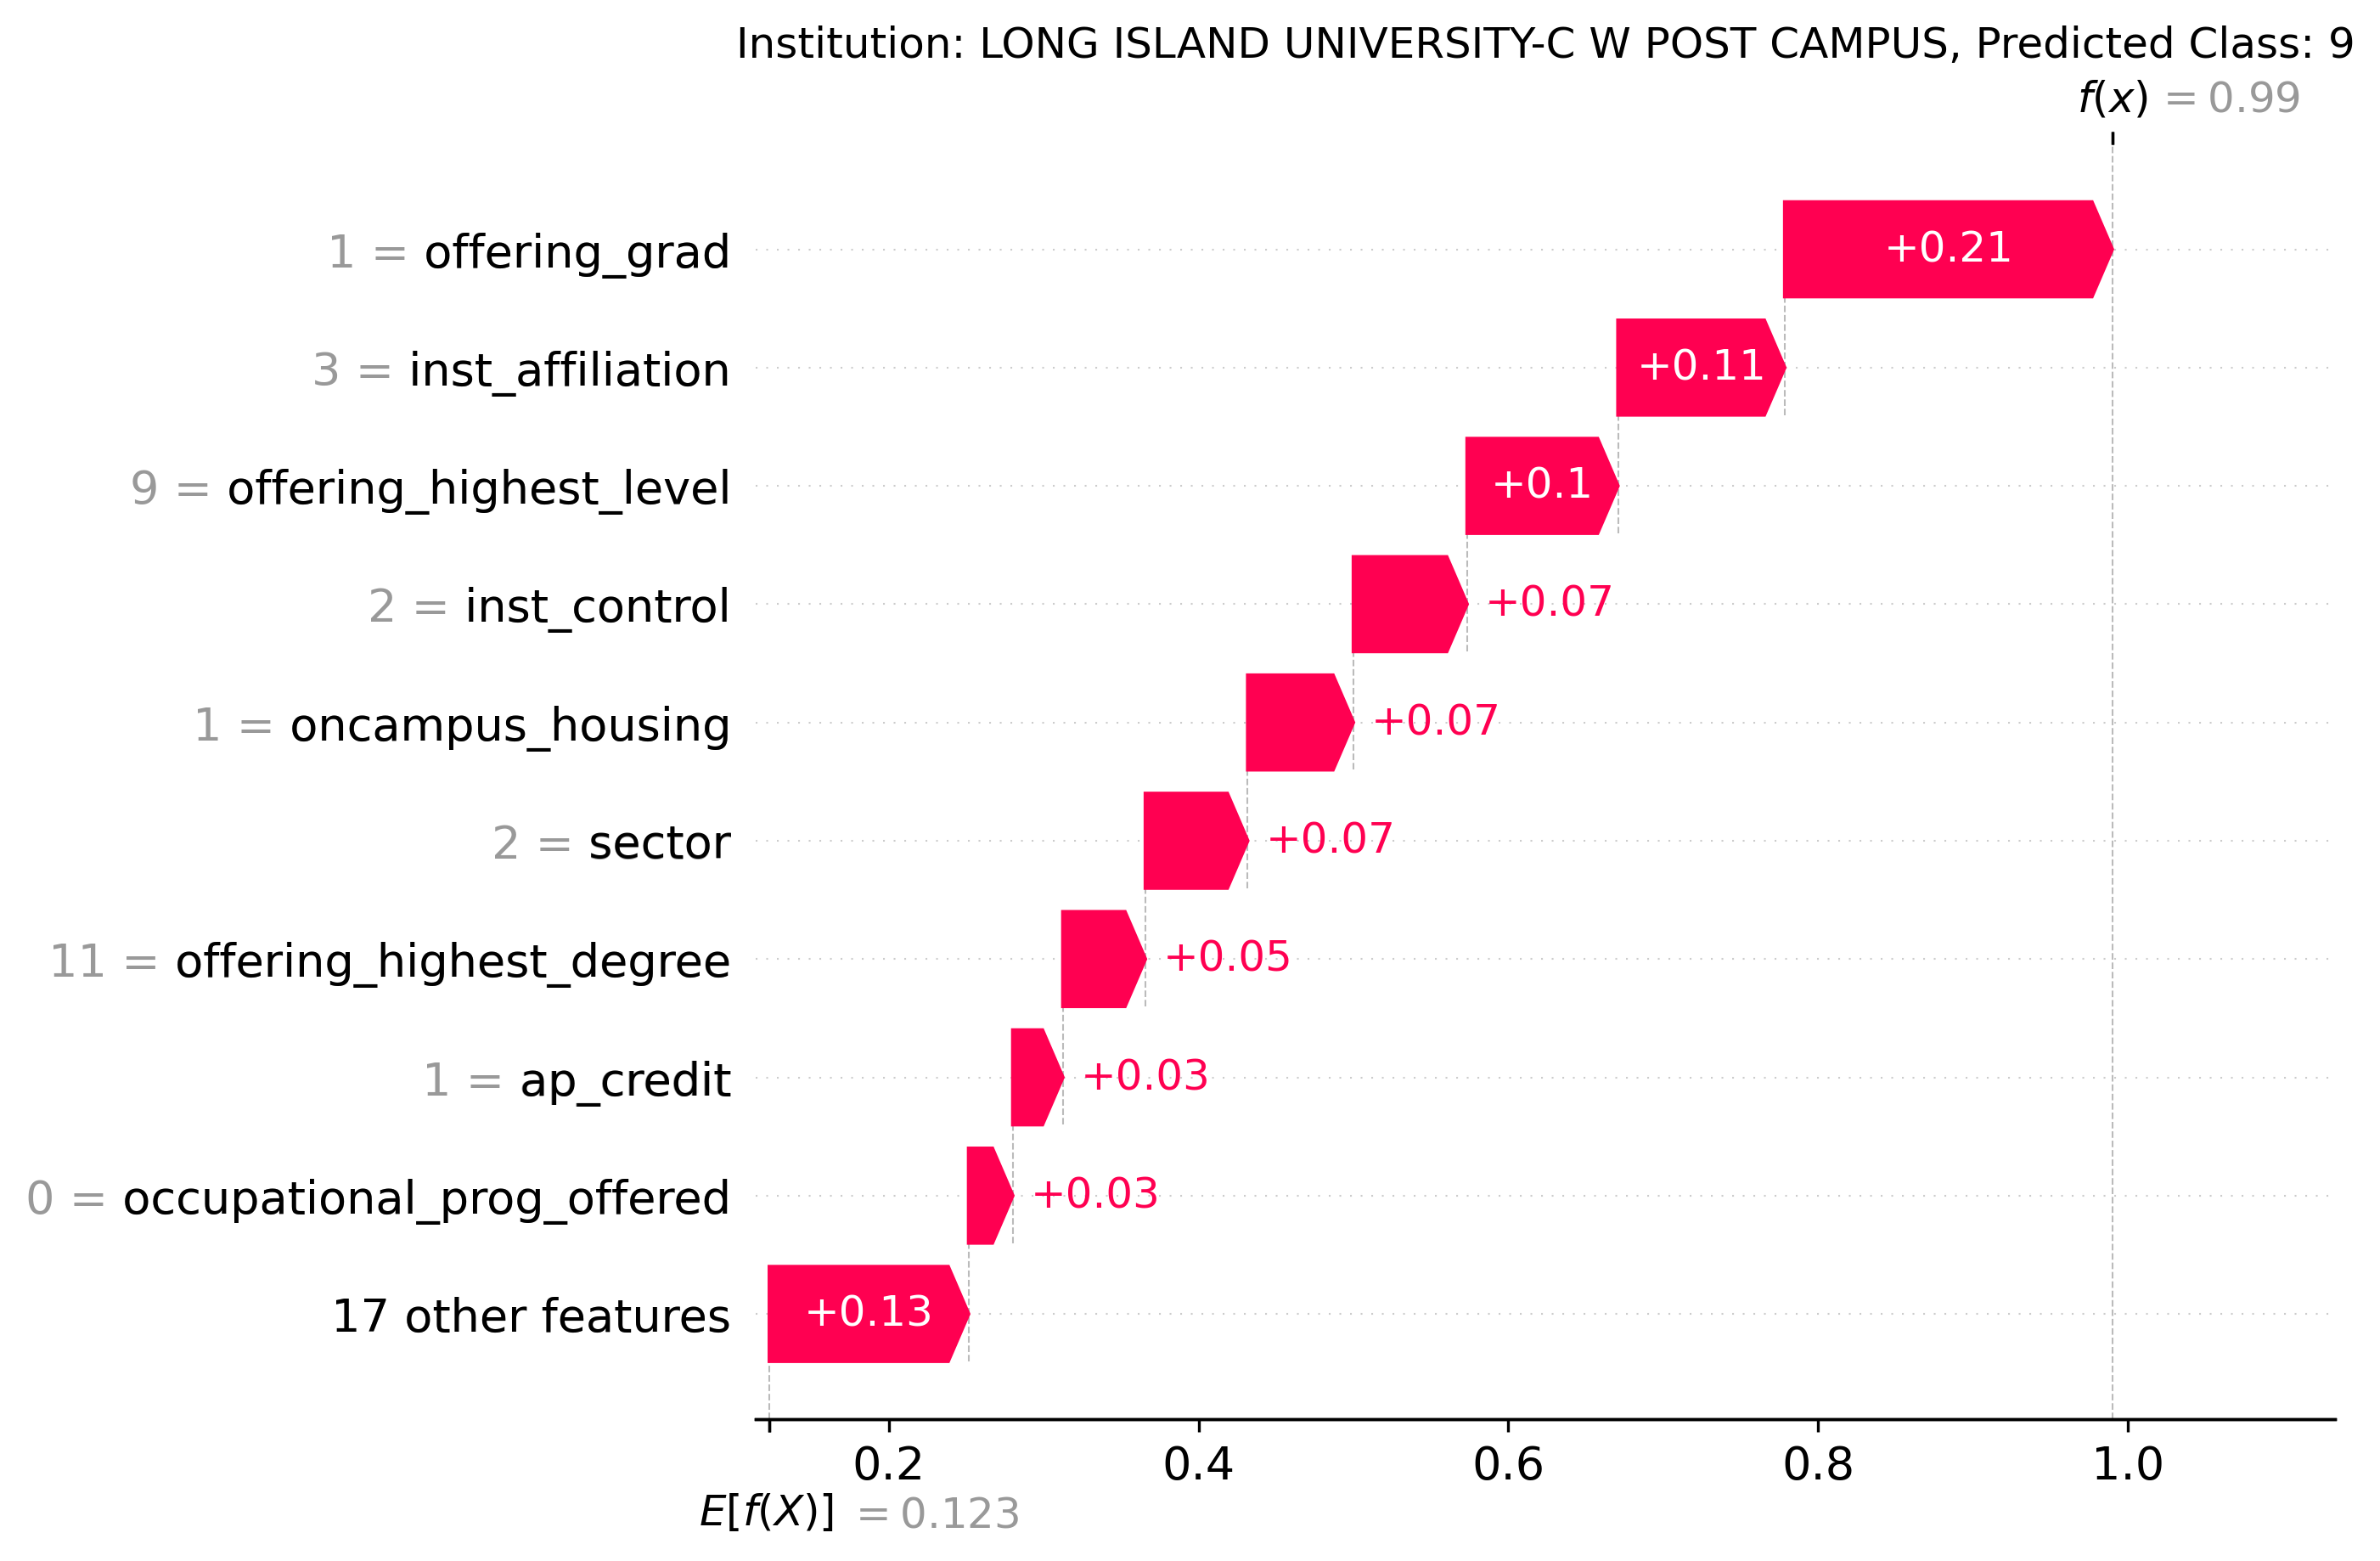 Institution: LONG ISLAND UNIVERSITY-C W POST CAMPUS, Predicted Class: 9
f(x) = 0.99
1 = offering_grad +0.21
3 = inst_affiliation +0.11
9 = offering_highest_level +0.1
2 = inst_control +0.07
1 = oncampus_housing +0.07
2 = sector +0.07
11 = offering_highest_degree +0.05
1 = ap_credit +0.03
0 = occupational_prog_offered +0.03
17 other features +0.13
0.2 0.4 0.6 0.8 1.0
E[f(X)] = 0.123